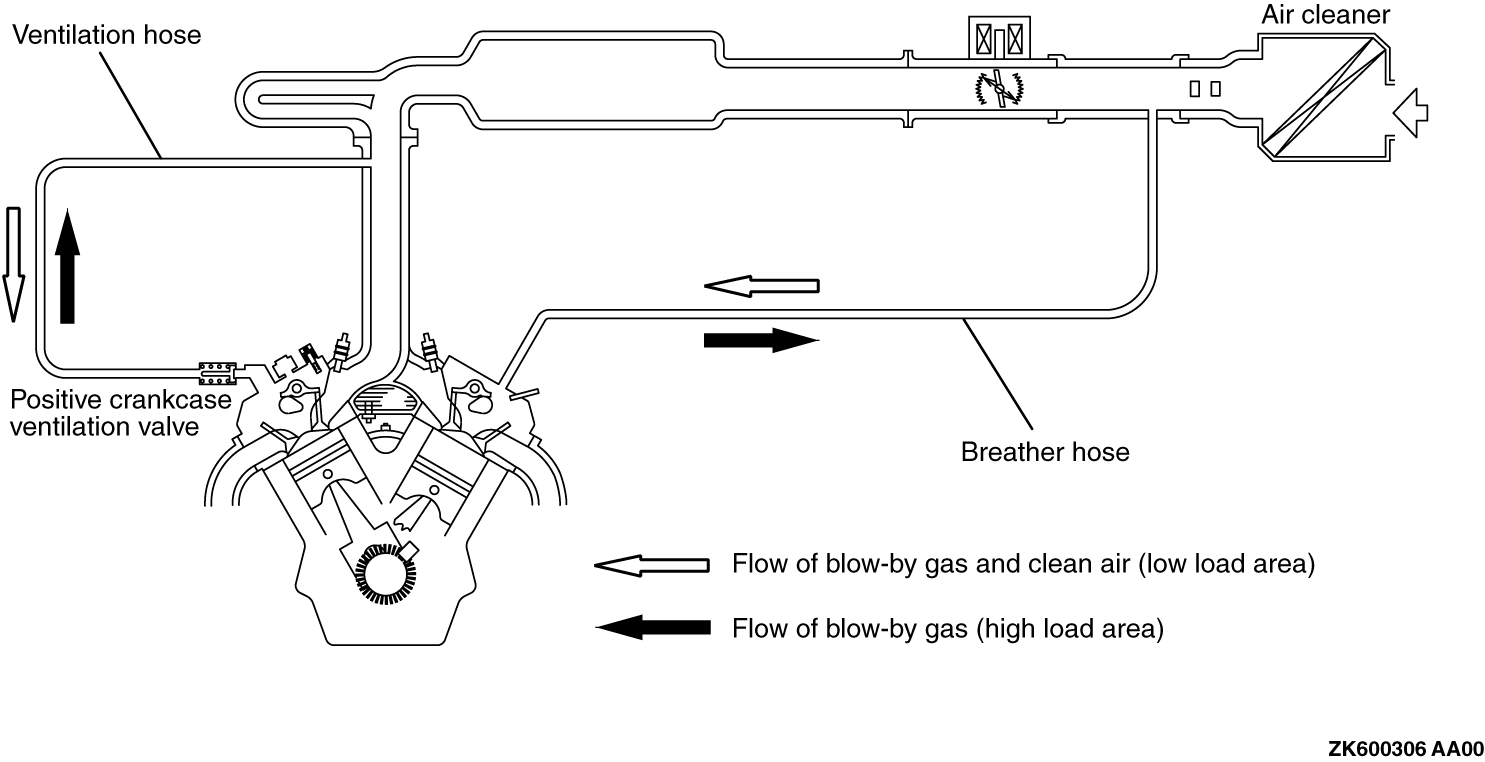 Air cleaner
Ventilation hose
Positive crankcase
ventilation valve
Breather hose
Flow of blow-by gas and clean air (low load area)
Flow of blow-by gas (high load area)
ZK600306 AA00